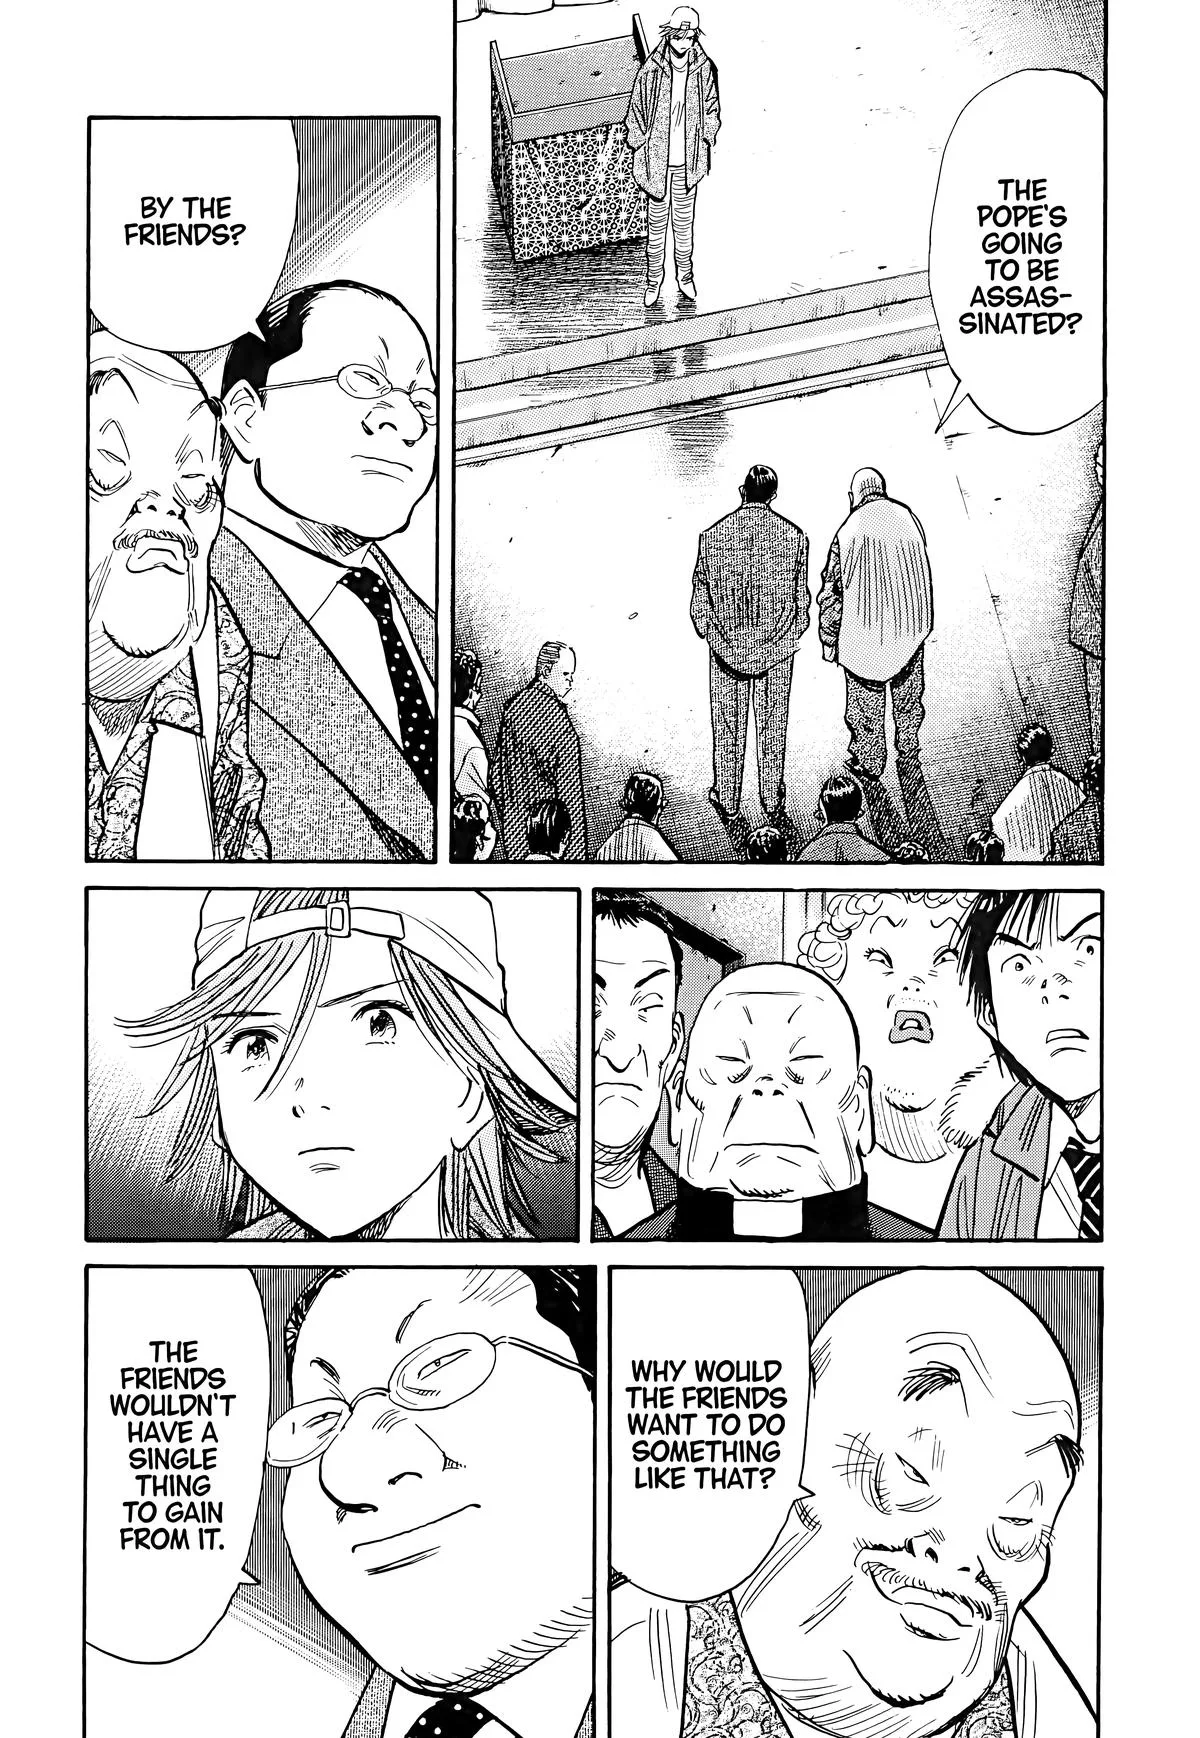 THE
POPE'S
GOING
TO BE
ASSAS-
SINATED?
BY THE
FRIENDS?
WHY WOULD
THE FRIENDS
WANT TO DO
SOMETHING
LIKE THAT?
THE
FRIENDS
WOULDN'T
HAVE A
SINGLE
THING
TO GAIN
FROM IT.